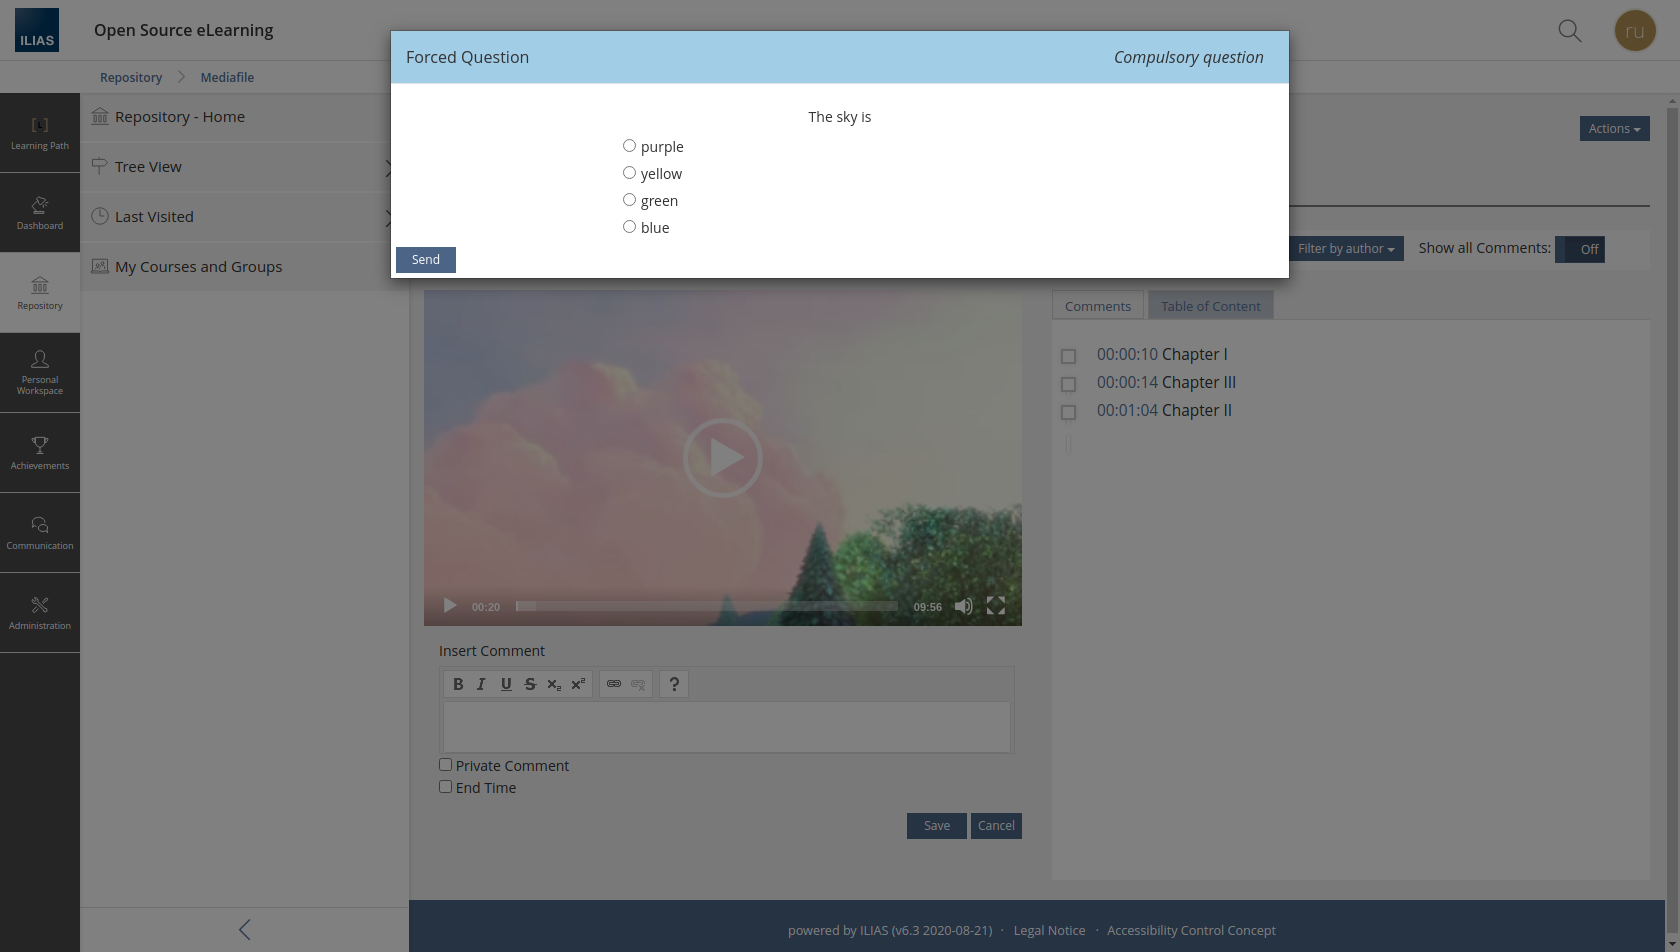 ILIAS
Open Source eLearning
ru
Repository
Mediafile
Forced Question
Compulsory question
The sky is
purple
yellow
green
blue
Send
Learning Path
Dashboard
Repository
Personal
Workspace
Achievements
Communication
Administration
Repository - Home
Tree View
Last Visited
My Courses and Groups
Actions
Filter by author
Show all Comments:
Off
00:20
09:56
Comments
Table of Content
00:00:10 Chapter I
00:00:14 Chapter III
00:01:04 Chapter II
Insert Comment
B I U S x₂ x² ?
Private Comment
End Time
Save
Cancel
powered by ILIAS (v6.3 2020-08-21) · Legal Notice · Accessibility Control Concept